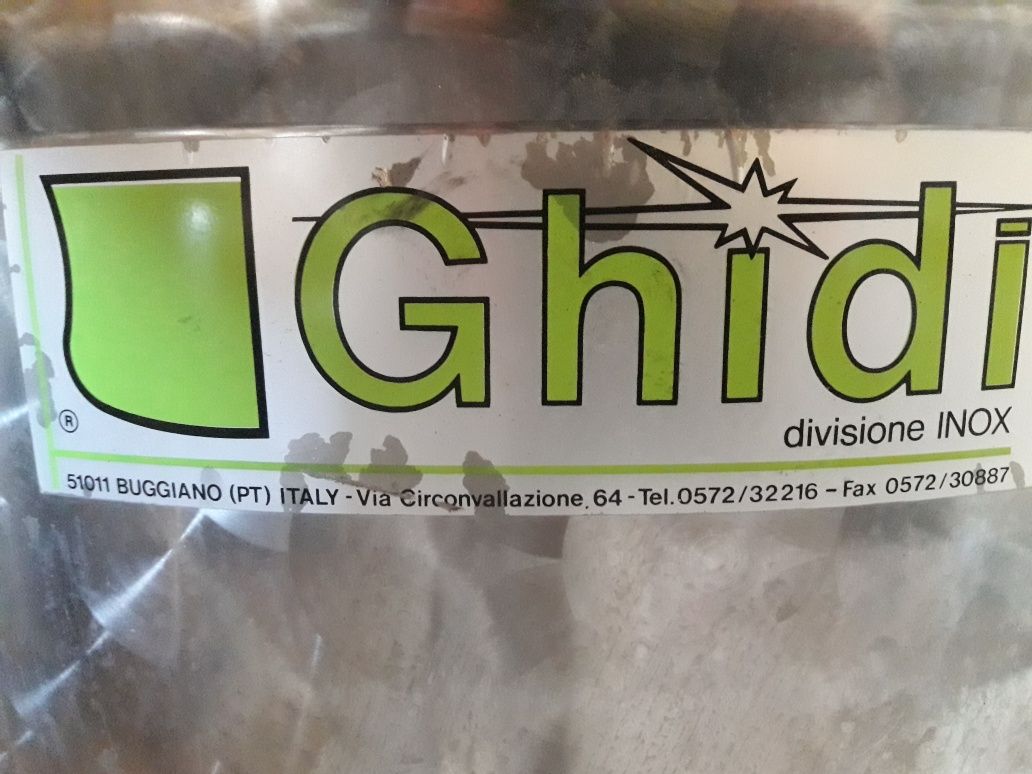 Ghidi
divisione INOX
®
51011 BUGGIANO (PT) ITALY - Via Circonvallazione, 64 - Tel. 0572/32216 - Fax 0572/30887